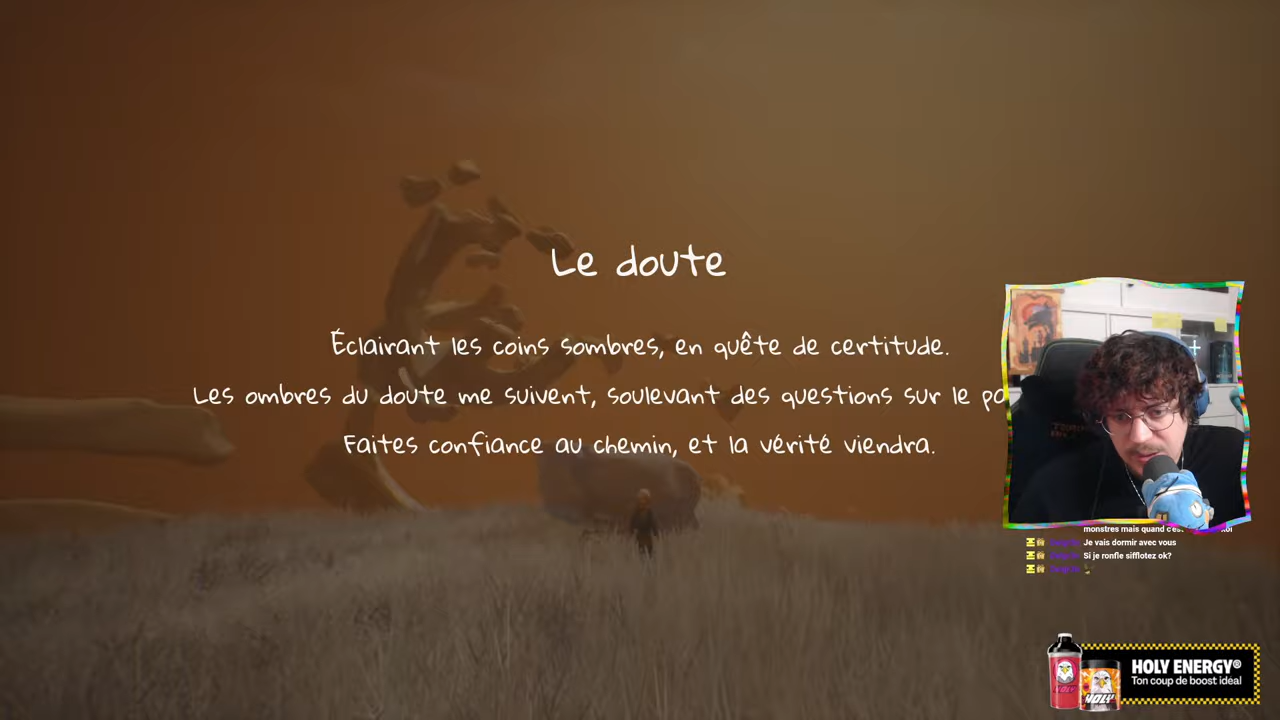 Le doute
Éclairant les coins sombres, en quête de certitude.
Les ombres du doute me suivent, soulevant des questions sur le
Faites confiance au chemin, et la vérité viendra.
monstres mais quand
Je vais dormir avec vous
Si je ronfle sifflotez ok?
HOLY ENERGY®
Ton coup de boost idéal
HOLY